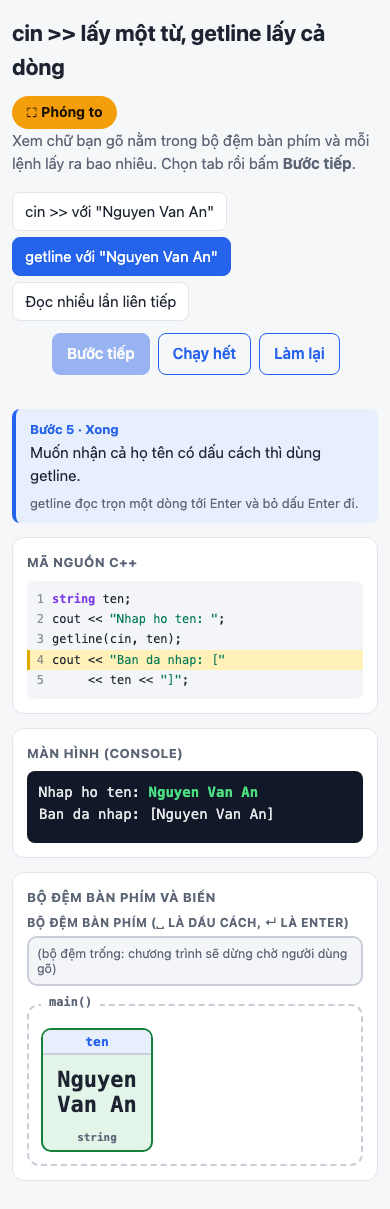 cin >> lấy một từ, getline lấy cả
dòng
⛶ Phóng to
Xem chữ bạn gõ nằm trong bộ đệm bàn phím và mỗi
lệnh lấy ra bao nhiêu. Chọn tab rồi bấm Bước tiếp.
cin >> với "Nguyen Van An"
getline với "Nguyen Van An"
Đọc nhiều lần liên tiếp
Bước tiếp Chạy hết Làm lại
Bước 5 · Xong
Muốn nhận cả họ tên có dấu cách thì dùng
getline.
getline đọc trọn một dòng tới Enter và bỏ dấu Enter đi.
MÃ NGUỒN C++
1 string ten;
2 cout << "Nhap ho ten: ";
3 getline(cin, ten);
4 cout << "Ban da nhap: ["
5 << ten << "]";
MÀN HÌNH (CONSOLE)
Nhap ho ten: Nguyen Van An
Ban da nhap: [Nguyen Van An]
BỘ ĐỆM BÀN PHÍM VÀ BIẾN
BỘ ĐỆM BÀN PHÍM (␣ LÀ DẤU CÁCH, ↵ LÀ ENTER)
(bộ đệm trống: chương trình sẽ dừng chờ người dùng
gõ)
main()
ten
Nguyen
Van An
string